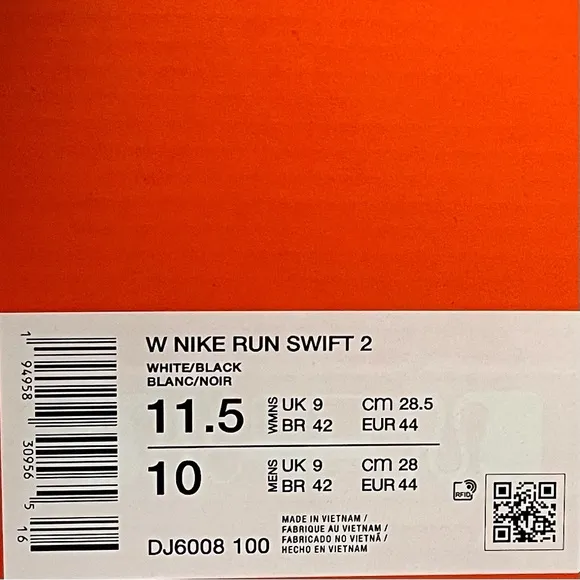 W NIKE RUN SWIFT 2
WHITE/BLACK
BLANC/NOIR
11.5 WMNS UK 9 cm 28.5
BR 42 EUR 44
10 MENS UK 9 cm 28
BR 42 EUR 44
RFID
DJ6008 100
MADE IN VIETNAM /
FABRIQUE AU VIETNAM /
FABRICADO NO VIETNÃ /
HECHO EN VIETNAM
1 94958 30956 5 16